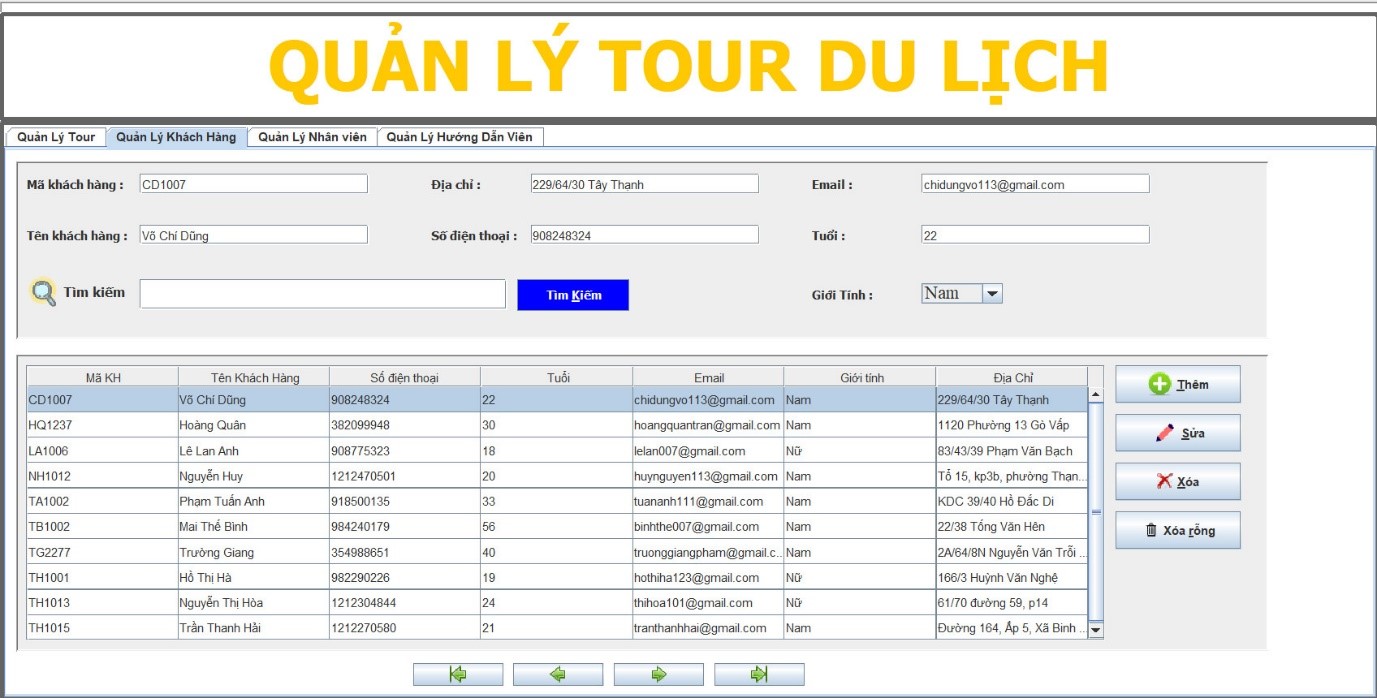 QUẢN LÝ TOUR DU LỊCH
Quản Lý Tour Quản Lý Khách Hàng Quản Lý Nhân viên Quản Lý Hướng Dẫn Viên
Mã khách hàng : CD1007 Địa chỉ : 229/64/30 Tây Thạnh Email : chidungvo113@gmail.com
Tên khách hàng : Võ Chí Dũng Số điện thoại : 908248324 Tuổi : 22
Tìm kiếm Tìm Kiếm Giới Tính : Nam
Mã KH Tên Khách Hàng Số điện thoại Tuổi Email Giới tính Địa Chỉ
CD1007 Võ Chí Dũng 908248324 22 chidungvo113@gmail.com Nam 229/64/30 Tây Thạnh
HQ1237 Hoàng Quân 382099948 30 hoangquantran@gmail.com Nam 1120 Phường 13 Gò Vấp
LA1006 Lê Lan Anh 908775323 18 lelan007@gmail.com Nữ 83/43/39 Phạm Văn Bạch
NH1012 Nguyễn Huy 1212470501 20 huynguyen113@gmail.com Nam Tổ 15, kp3b, phường Thạn...
TA1002 Phạm Tuấn Anh 918500135 33 tuananh111@gmail.com Nam KDC 39/40 Hồ Đắc Di
TB1002 Mai Thế Bình 984240179 56 binhthe007@gmail.com Nam 22/38 Tống Văn Hên
TG2277 Trường Giang 354988651 40 truonggiangpham@gmail.c... Nam 2A/64/8N Nguyễn Văn Trỗi ...
TH1001 Hồ Thị Hà 982290226 19 hothiha123@gmail.com Nữ 166/3 Huỳnh Văn Nghệ
TH1013 Nguyễn Thị Hòa 1212304844 24 thihoa101@gmail.com Nữ 61/70 đường 59, p14
TH1015 Trần Thanh Hải 1212270580 21 tranthanhhai@gmail.com Nam Đường 164, Ấp 5, Xã Bình ...
Thêm
Sửa
Xóa
Xóa rỗng